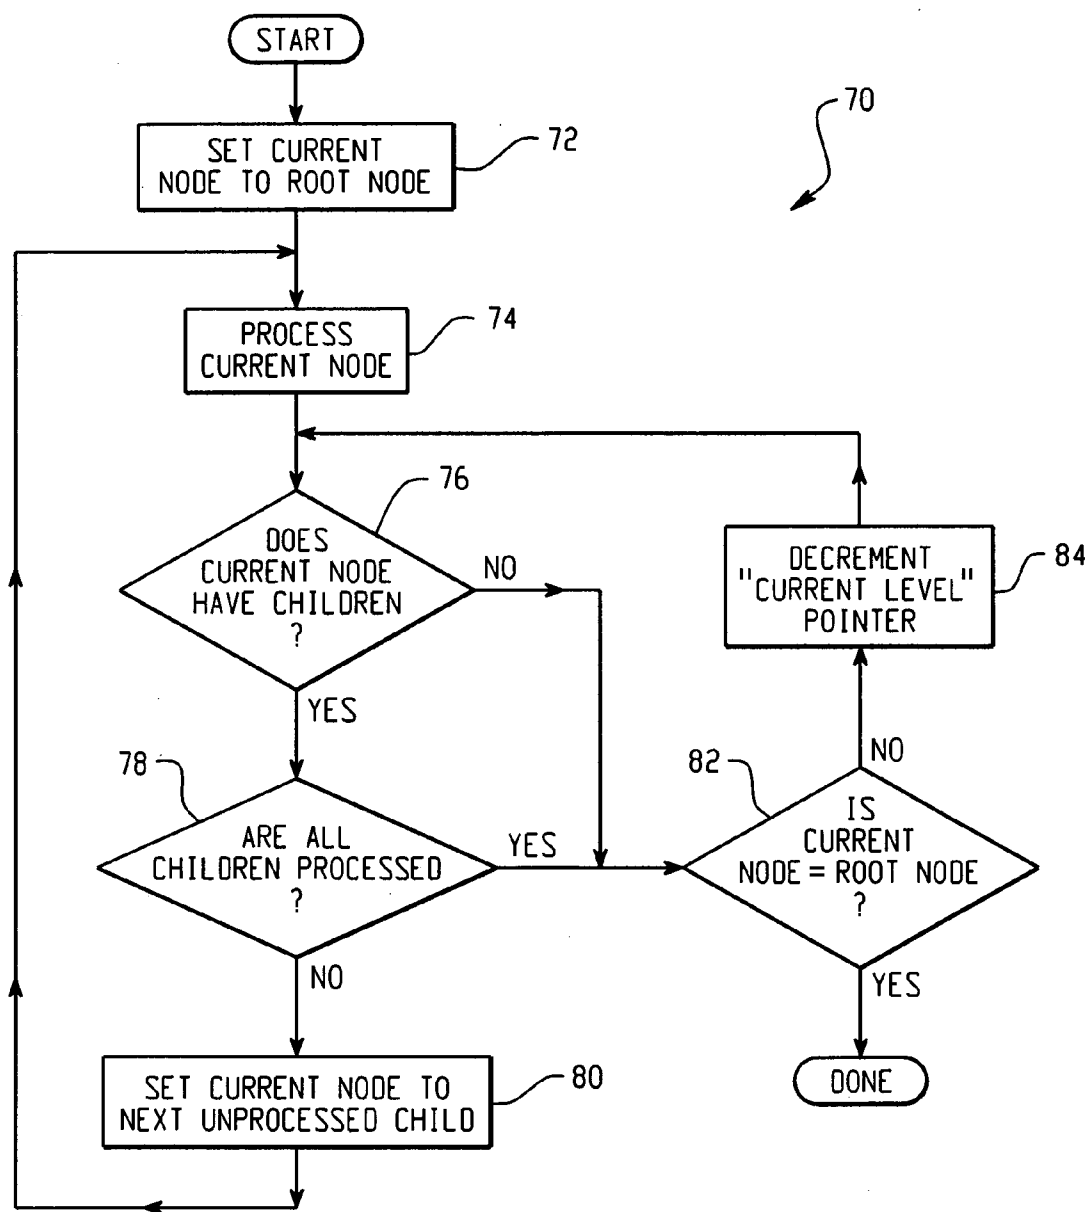 START
SET CURRENT
NODE TO ROOT NODE
72
70
PROCESS
CURRENT NODE
74
DOES
CURRENT NODE
HAVE CHILDREN
?
76
NO
YES
DECREMENT
"CURRENT LEVEL"
POINTER
84
ARE ALL
CHILDREN PROCESSED
?
78
YES
NO
IS
CURRENT
NODE = ROOT NODE
?
82
NO
YES
SET CURRENT NODE TO
NEXT UNPROCESSED CHILD
80
DONE